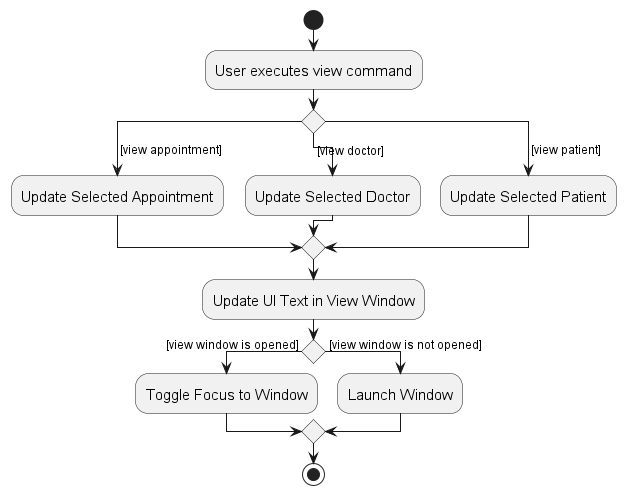 User executes view command
[view appointment]
[view doctor]
[view patient]
Update Selected Appointment
Update Selected Doctor
Update Selected Patient
Update UI Text in View Window
[view window is opened]
[view window is not opened]
Toggle Focus to Window
Launch Window